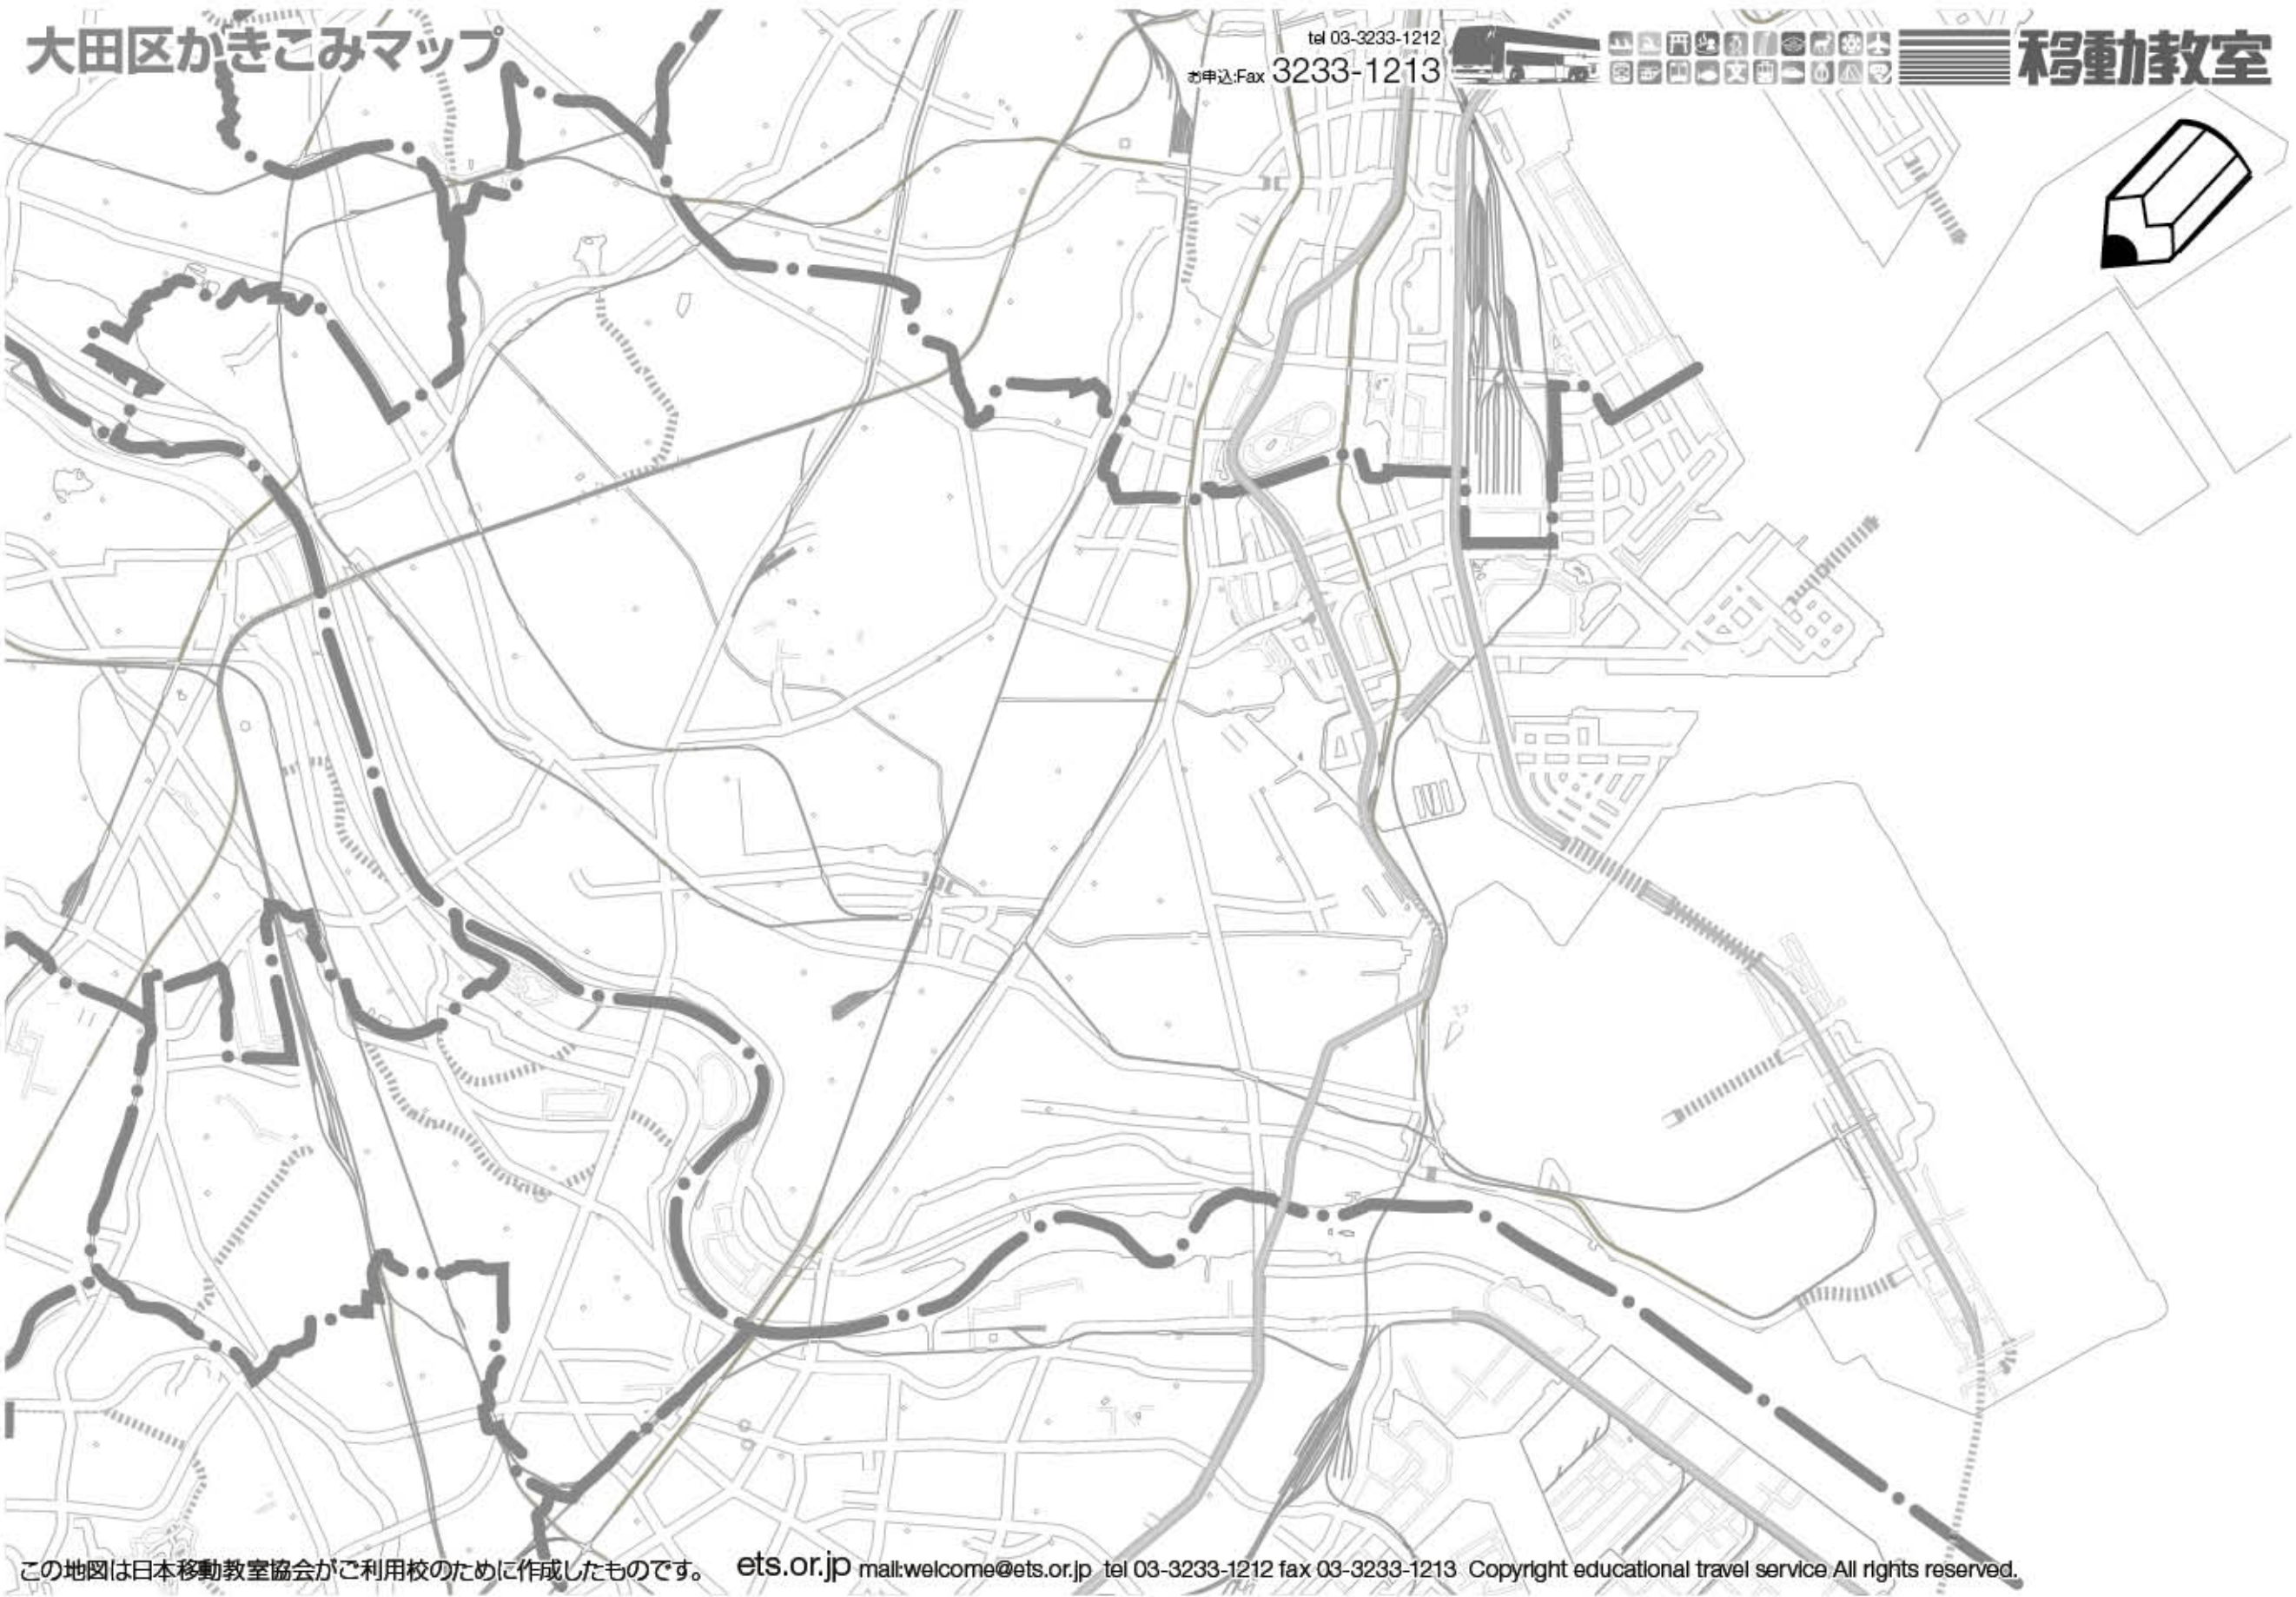 大田区かきこみマップ
tel 03-3233-1212
お申込:Fax 3233-1213
移動教室
この地図は日本移動教室協会がご利用校のために作成したものです。 ets.or.jp mail:welcome@ets.or.jp tel 03-3233-1212 fax 03-3233-1213 Copyright educational travel service All rights reserved.